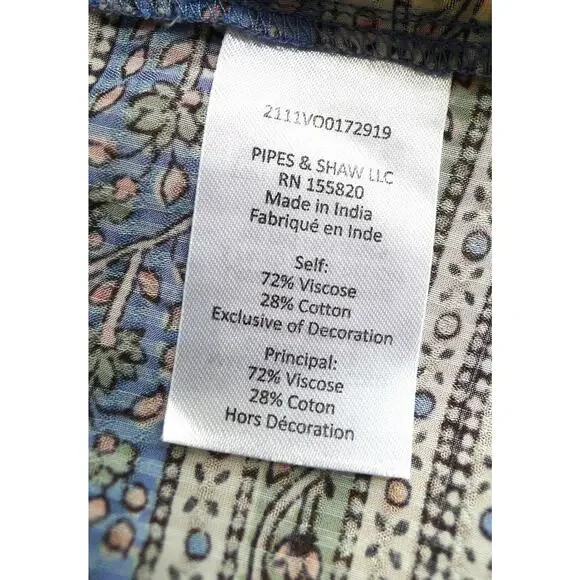 2111VO0172919
PIPES & SHAW LLC
RN 155820
Made in India
Fabriqué en Inde
Self:
72% Viscose
28% Cotton
Exclusive of Decoration
Principal:
72% Viscose
28% Coton
Hors Décoration